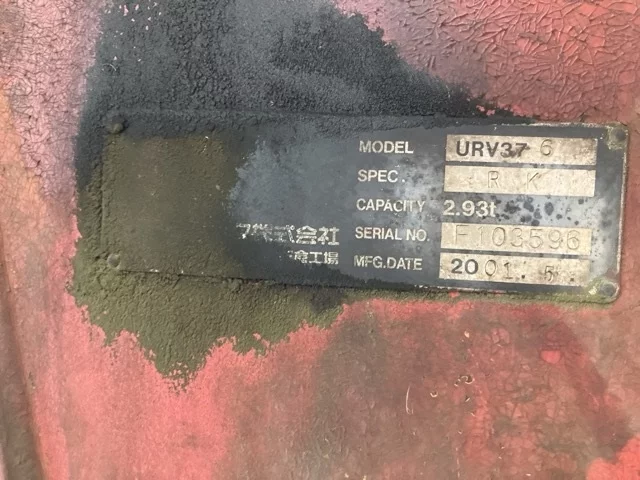 MODEL URV37 6
SPEC. R K
CAPACITY 2.93t
株式会社 SERIAL NO. F103596
工場 MFG.DATE 2001. 5.